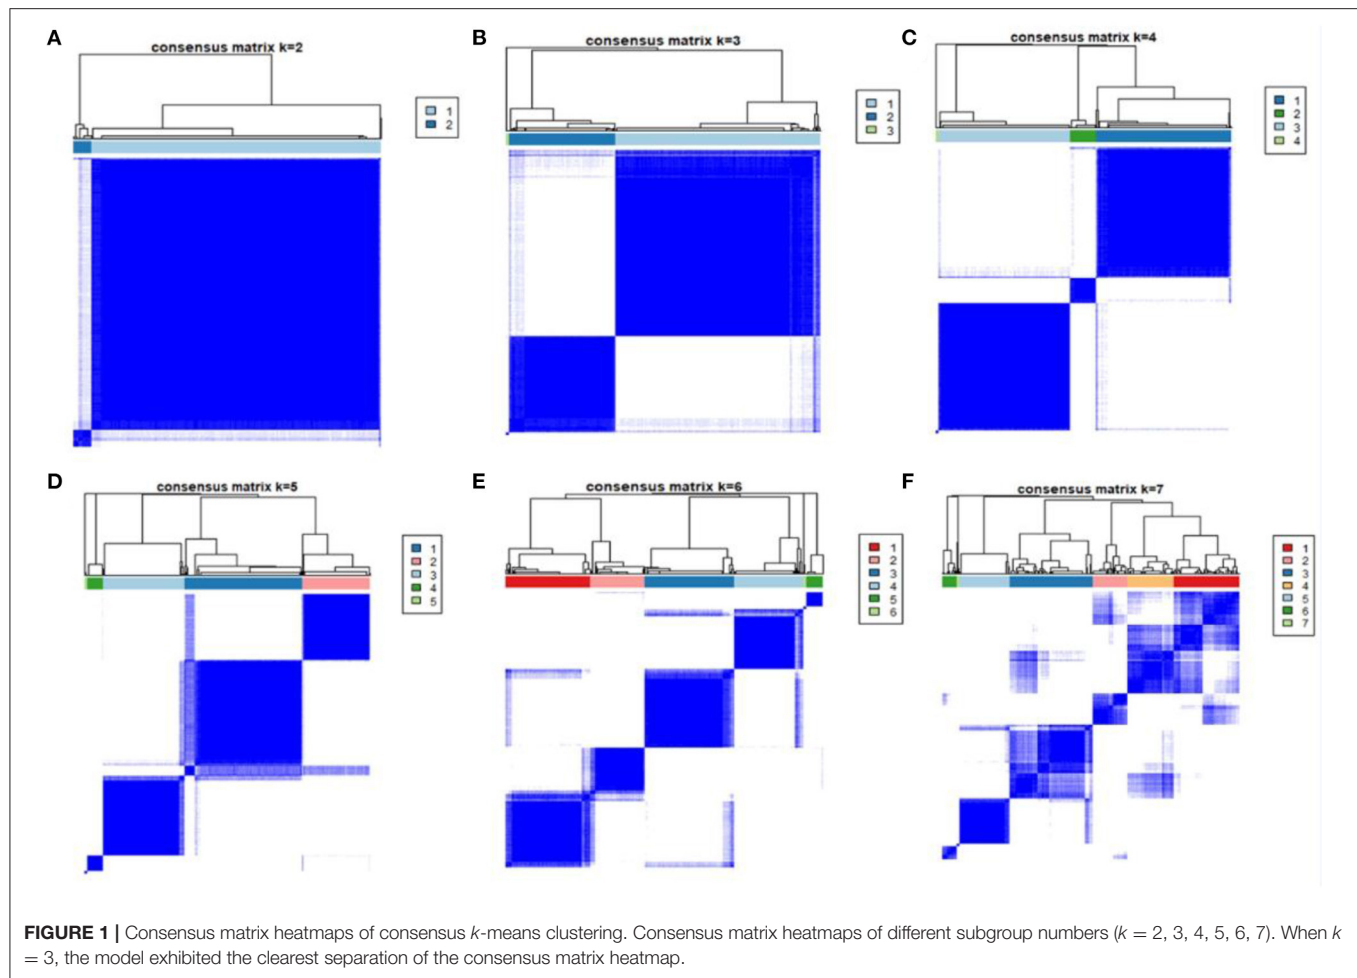 A
consensus matrix k=2
1
2
B
consensus matrix k=3
1
2
3
C
consensus matrix k=4
1
2
3
4
D
consensus matrix k=5
1
2
3
4
5
E
consensus matrix k=6
1
2
3
4
5
6
F
consensus matrix k=7
1
2
3
4
5
6
7
FIGURE 1 | Consensus matrix heatmaps of consensus k-means clustering. Consensus matrix heatmaps of different subgroup numbers (k = 2, 3, 4, 5, 6, 7). When k
= 3, the model exhibited the clearest separation of the consensus matrix heatmap.